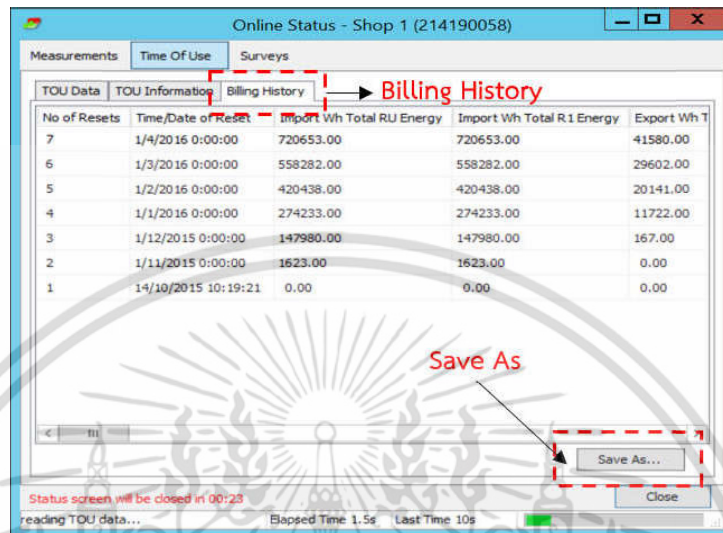 Online Status - Shop 1 (214190058)
Measurements Time Of Use Surveys
TOU Data TOU Information Billing History Billing History
No of Resets Time/Date of Reset Import Wh Total RU Energy Import Wh Total R1 Energy Export Wh T
7 1/4/2016 0:00:00 720653.00 720653.00 41580.00
6 1/3/2016 0:00:00 558282.00 558282.00 29602.00
5 1/2/2016 0:00:00 420438.00 420438.00 20141.00
4 1/1/2016 0:00:00 274233.00 274233.00 11722.00
3 1/12/2015 0:00:00 147980.00 147980.00 167.00
2 1/11/2015 0:00:00 1623.00 1623.00 0.00
1 14/10/2015 10:19:21 0.00 0.00 0.00
Save As
Save As...
Status screen will be closed in 00:23 Close
reading TOU data... Elapsed Time 1.5s Last Time 10s